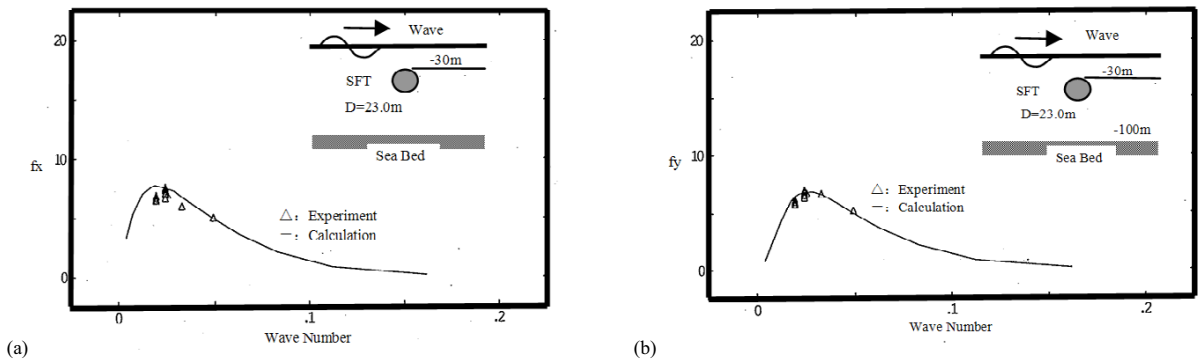 20
Wave
-30m
SFT
D=23.0m
Sea Bed
10
fx
△: Experiment
— Calculation
0
0
.1
.2
Wave Number
(a)
20
Wave
-30m
SFT
D=23.0m
-100m
Sea Bed
10
fy
△: Experiment
— Calculation
0
0
.1
.2
Wave Number
(b)